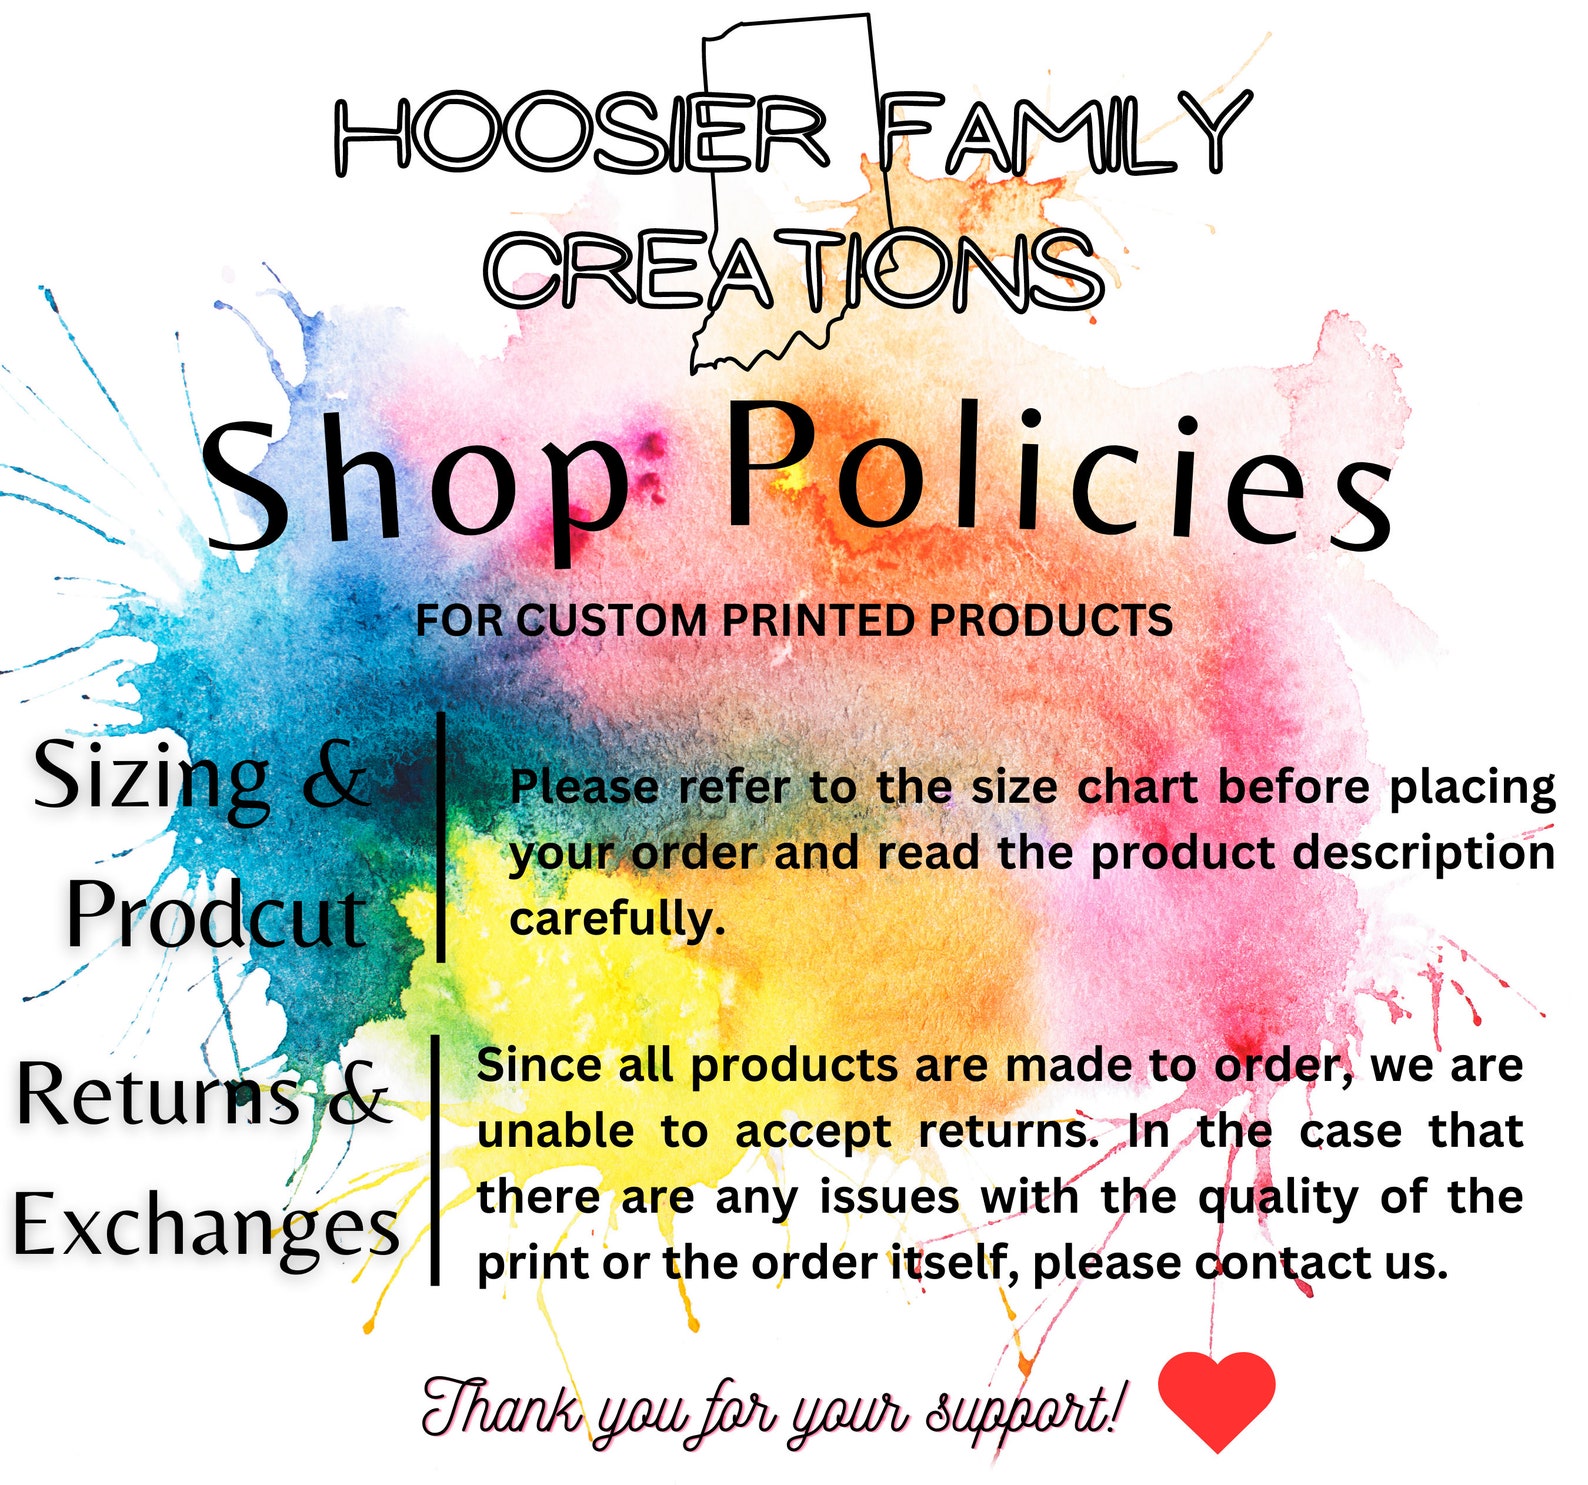 HOOSIER FAMILY
CREATIONS
Shop Policies
FOR CUSTOM PRINTED PRODUCTS
Sizing &
Prodcut
Please refer to the size chart before placing
your order and read the product description
carefully.
Returns &
Exchanges
Since all products are made to order, we are
unable to accept returns. In the case that
there are any issues with the quality of the
print or the order itself, please contact us.
Thank you for your support!